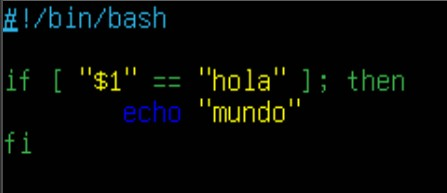 #!/bin/bash
if [ "$1" == "hola" ]; then
echo "mundo"
fi